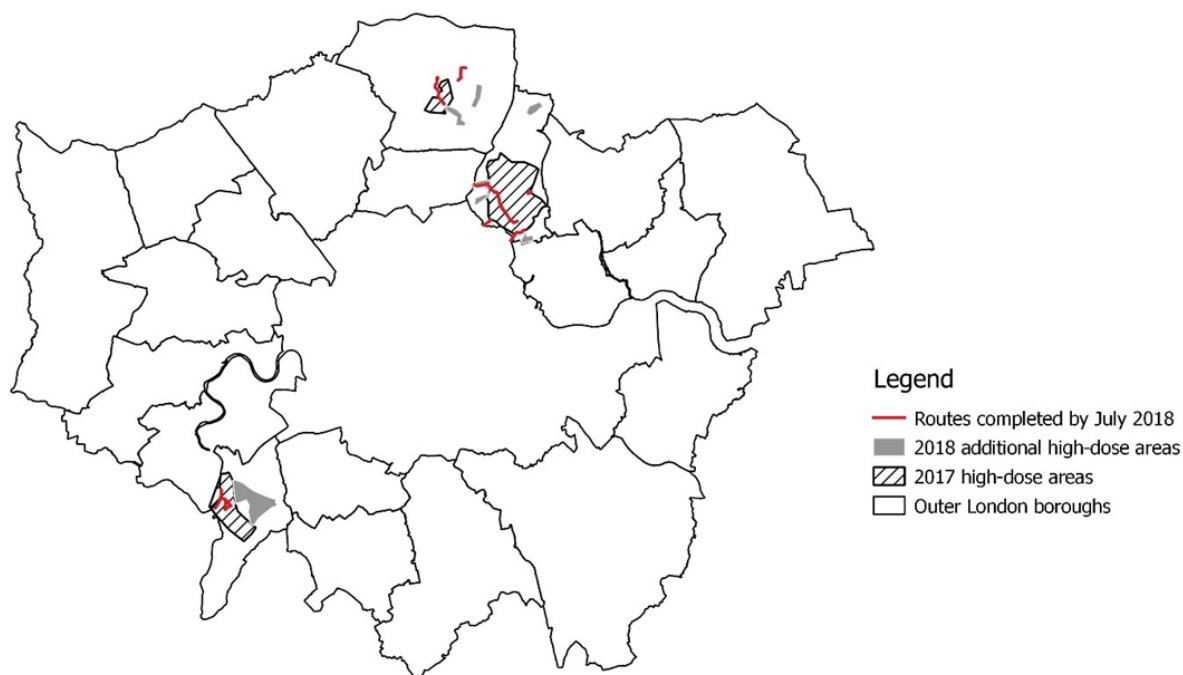 Legend
Routes completed by July 2018
2018 additional high-dose areas
2017 high-dose areas
Outer London boroughs